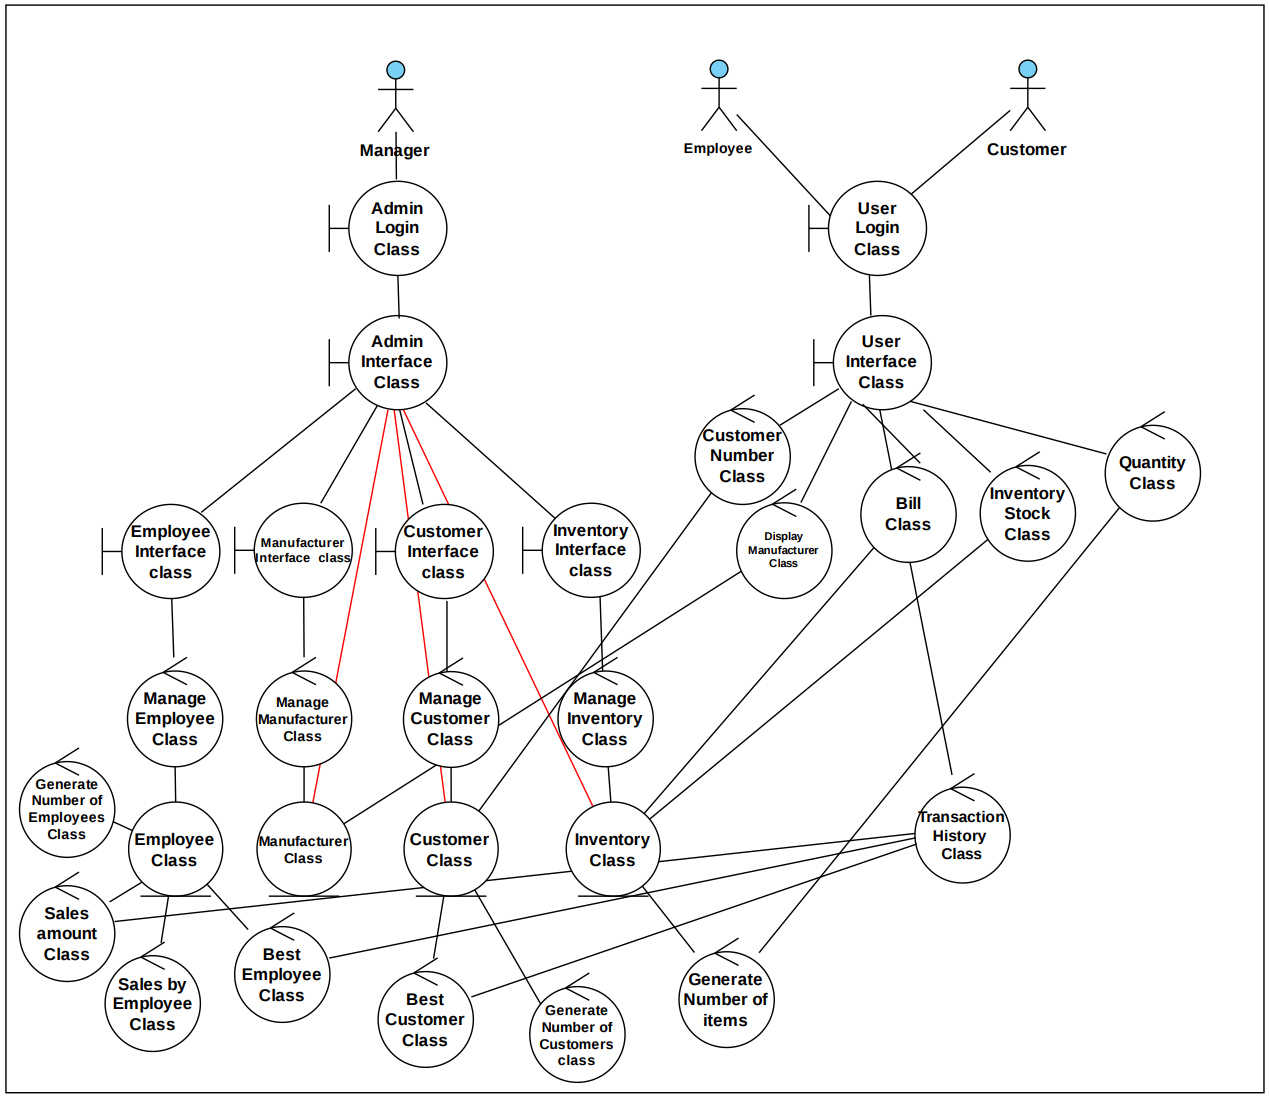 Manager
Employee
Customer
Admin
Login
Class
User
Login
Class
Admin
Interface
Class
User
Interface
Class
Customer
Number
Class
Quantity
Class
Bill
Class
Inventory
Stock
Class
Display
Manufacturer
Class
Employee
Interface
class
Manufacturer
Interface class
Customer
Interface
class
Inventory
Interface
class
Manage
Employee
Class
Manage
Manufacturer
Class
Manage
Customer
Class
Manage
Inventory
Class
Generate
Number of
Employees
Class
Employee
Class
Manufacturer
Class
Customer
Class
Inventory
Class
Transaction
History
Class
Sales
amount
Class
Sales by
Employee
Class
Best
Employee
Class
Best
Customer
Class
Generate
Number of
Customers
class
Generate
Number of
items